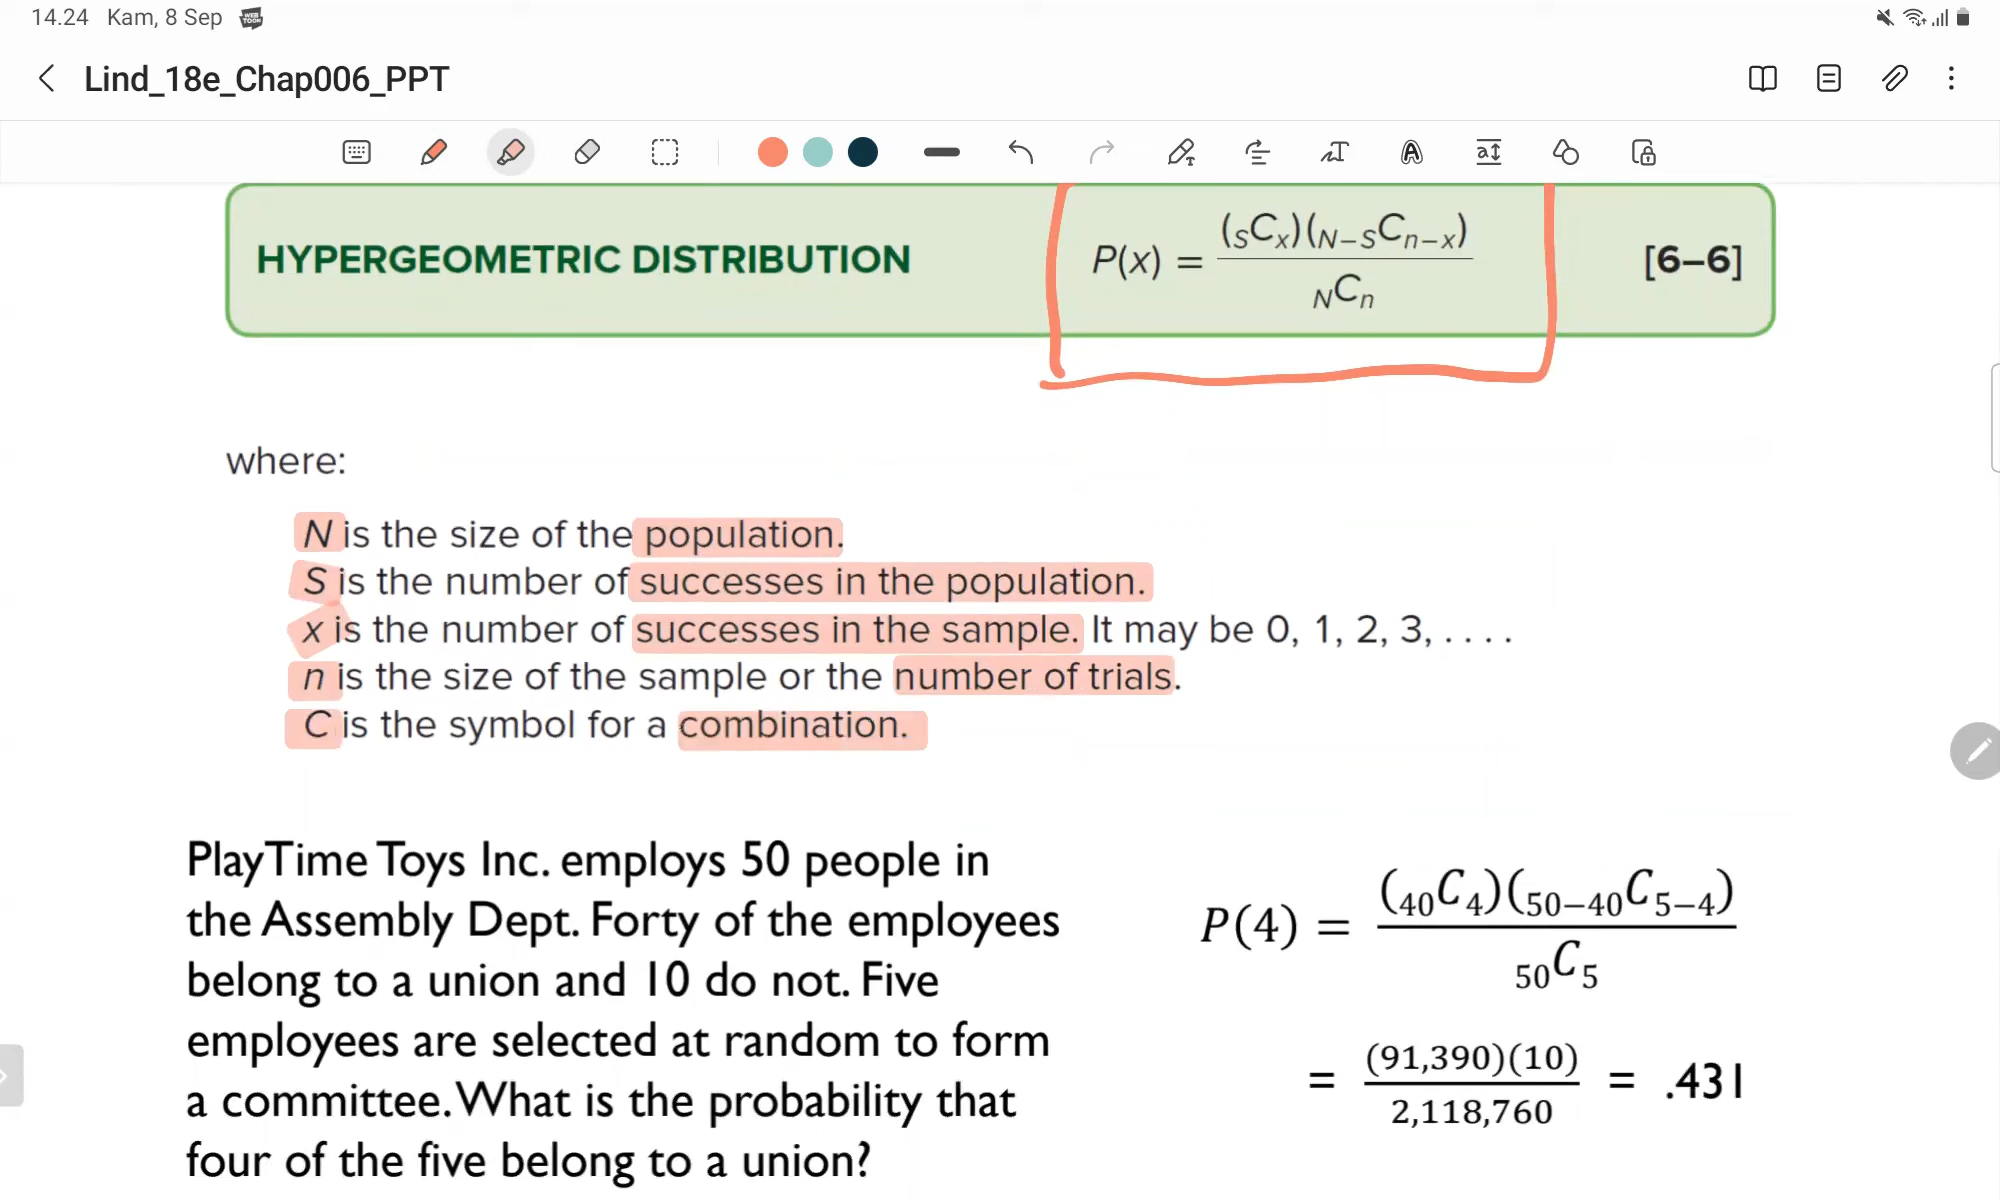 14.24 Kam, 8 Sep WEB TOON
Lind_18e_Chap006_PPT
HYPERGEOMETRIC DISTRIBUTION P(x) = (SCx)(N–SCn–x) / NCn [6–6]
where:
N is the size of the population.
S is the number of successes in the population.
x is the number of successes in the sample. It may be 0, 1, 2, 3, . . . .
n is the size of the sample or the number of trials.
C is the symbol for a combination.
PlayTime Toys Inc. employs 50 people in
the Assembly Dept. Forty of the employees
belong to a union and 10 do not. Five
employees are selected at random to form
a committee. What is the probability that
four of the five belong to a union?
P(4) = (40C4)(50−40C5−4) / 50C5
= (91,390)(10) / 2,118,760 = .431